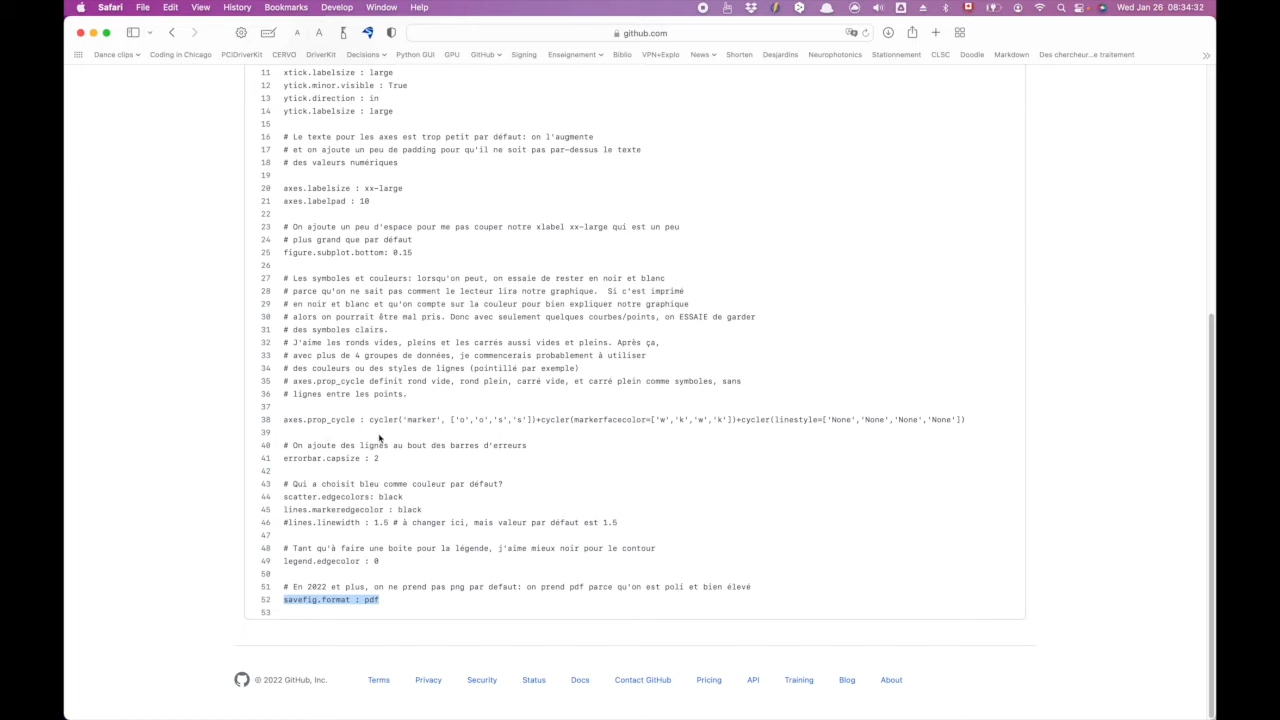 Safari File Edit View History Bookmarks Develop Window Help Wed Jan 26 08:34:32
A A github.com
Dance clips Coding in Chicago PCIDriverKit CERVO DriverKit Decisions Python GUI GPU GitHub Signing Enseignement Biblio VPN+Explo News Shorten Desjardins Neurophotonics Stationnement CLSC Doodle Markdown Des chercheur...e traitement
11 xtick.labelsize : large
12 ytick.minor.visible : True
13 ytick.direction : in
14 ytick.labelsize : large
15
16 # Le texte pour les axes est trop petit par défaut: on l'augmente
17 # et on ajoute un peu de padding pour qu'il ne soit pas par-dessus le texte
18 # des valeurs numériques
19
20 axes.labelsize : xx-large
21 axes.labelpad : 10
22
23 # On ajoute un peu d'espace pour me pas couper notre xlabel xx-large qui est un peu
24 # plus grand que par défaut
25 figure.subplot.bottom: 0.15
26
27 # Les symboles et couleurs: lorsqu'on peut, on essaie de rester en noir et blanc
28 # parce qu'on ne sait pas comment le lecteur lira notre graphique. Si c'est imprimé
29 # en noir et blanc et qu'on compte sur la couleur pour bien expliquer notre graphique
30 # alors on pourrait être mal pris. Donc avec seulement quelques courbes/points, on ESSAIE de garder
31 # des symboles clairs.
32 # J'aime les ronds vides, pleins et les carrés aussi vides et pleins. Après ça,
33 # avec plus de 4 groupes de données, je commencerais probablement à utiliser
34 # des couleurs ou des styles de lignes (pointillé par exemple)
35 # axes.prop_cycle definit rond vide, rond plein, carré vide, et carré plein comme symboles, sans
36 # lignes entre les points.
37
38 axes.prop_cycle : cycler('marker', ['o','o','s','s'])+cycler(markerfacecolor=['w','k','w','k'])+cycler(linestyle=['None','None','None','None'])
39
40 # On ajoute des lignes au bout des barres d'erreurs
41 errorbar.capsize : 2
42
43 # Qui a choisit bleu comme couleur par défaut?
44 scatter.edgecolors: black
45 lines.markeredgecolor : black
46 #lines.linewidth : 1.5 # à changer ici, mais valeur par défaut est 1.5
47
48 # Tant qu'à faire une boite pour la légende, j'aime mieux noir pour le contour
49 legend.edgecolor : 0
50
51 # En 2022 et plus, on ne prend pas png par defaut: on prend pdf parce qu'on est poli et bien élevé
52 savefig.format : pdf
53
© 2022 GitHub, Inc. Terms Privacy Security Status Docs Contact GitHub Pricing API Training Blog About